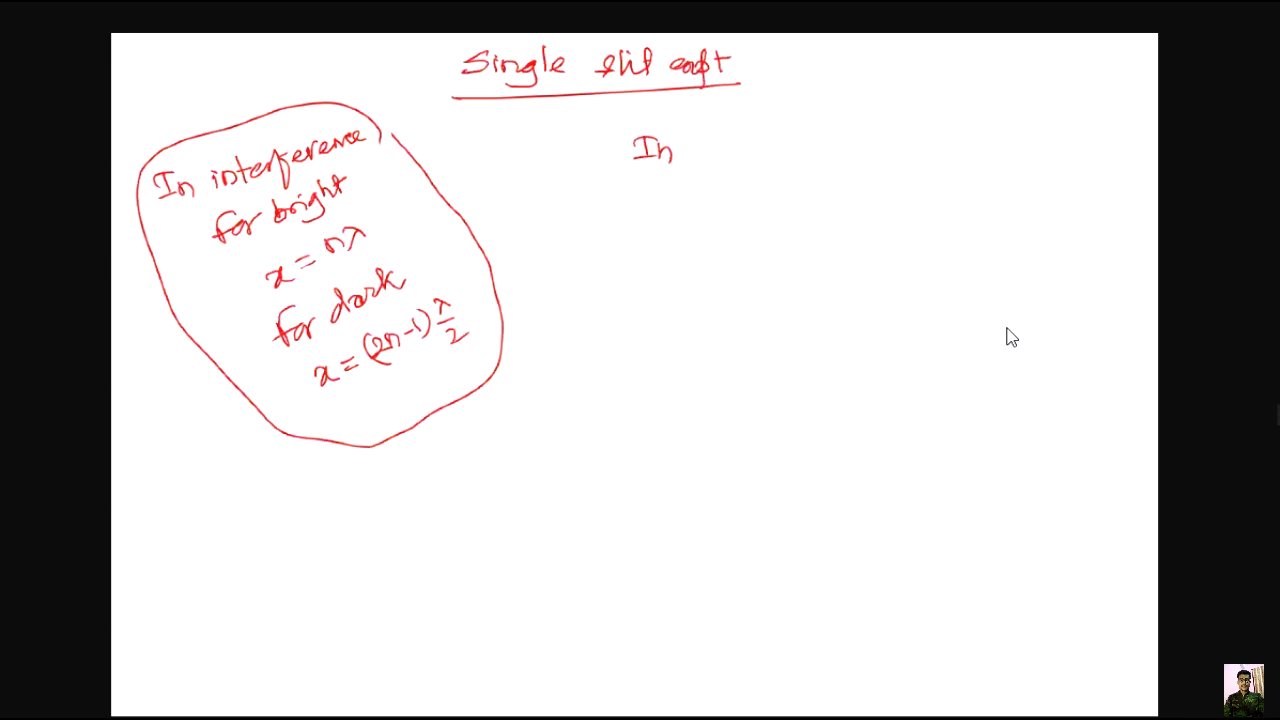 Single slit expt
In interference
for bright
x = nλ
for dark
x = (2n-1) λ/2
In